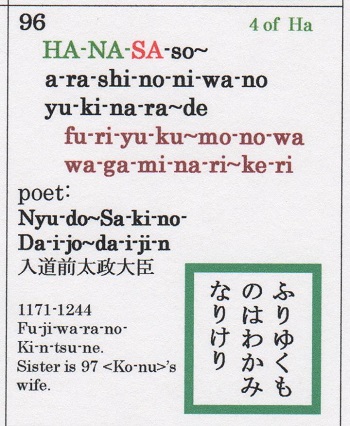 96
4 of Ha
HA-NA-SA-so~
a-ra-shi-no-ni-wa-no
yu-ki-na-ra~de
fu-ri-yu-ku~mo-no-wa
wa-ga-mi-na-ri~ke-ri
poet:
Nyu-do~Sa-ki-no-
Da-i-jo~da-i-ji-n
入道前太政大臣
1171-1244
Fu-ji-wa-ra-no-
Ki-n-tsu-ne.
Sister is 97 <Ko-nu>'s
wife.
ふりゆくも
のはわかみ
なりけり